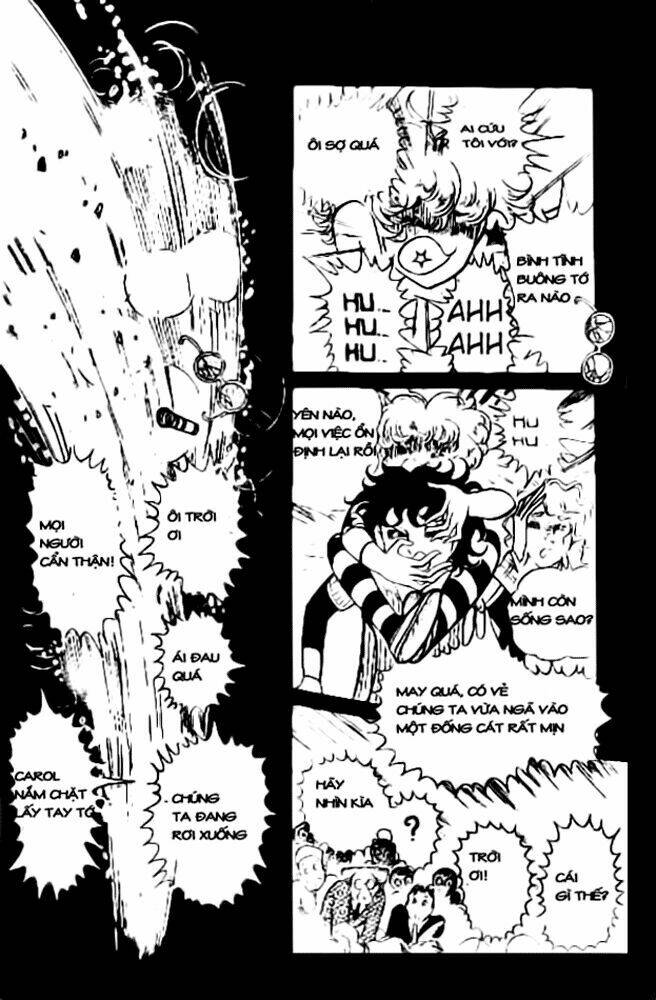 MỌI
NGƯỜI
CẨN THẬN!
ÔI TRỜI
ƠI
ÁI ĐAU
QUÁ
CAROL
NẮM CHẶT
LẤY TAY TỚ
CHÚNG
TA ĐANG
RƠI XUỐNG
ÔI SỢ QUÁ
AI CỨU
TÔI VỚI?
BÌNH TĨNH
BUÔNG TỚ
RA NÀO
HU...
HU...
HU...
AHH
AHH
YÊN NÀO,
MỌI VIỆC ỔN
ĐỊNH LẠI RỒI
HU
HU...
MÌNH CÒN
SỐNG SAO?
MAY QUÁ, CÓ VẺ
CHÚNG TA VỪA NGÃ VÀO
MỘT ĐỐNG CÁT RẤT MỊN
HÃY
NHÌN KÌA
?
TRỜI
ƠI!
CÁI
GÌ THẾ?